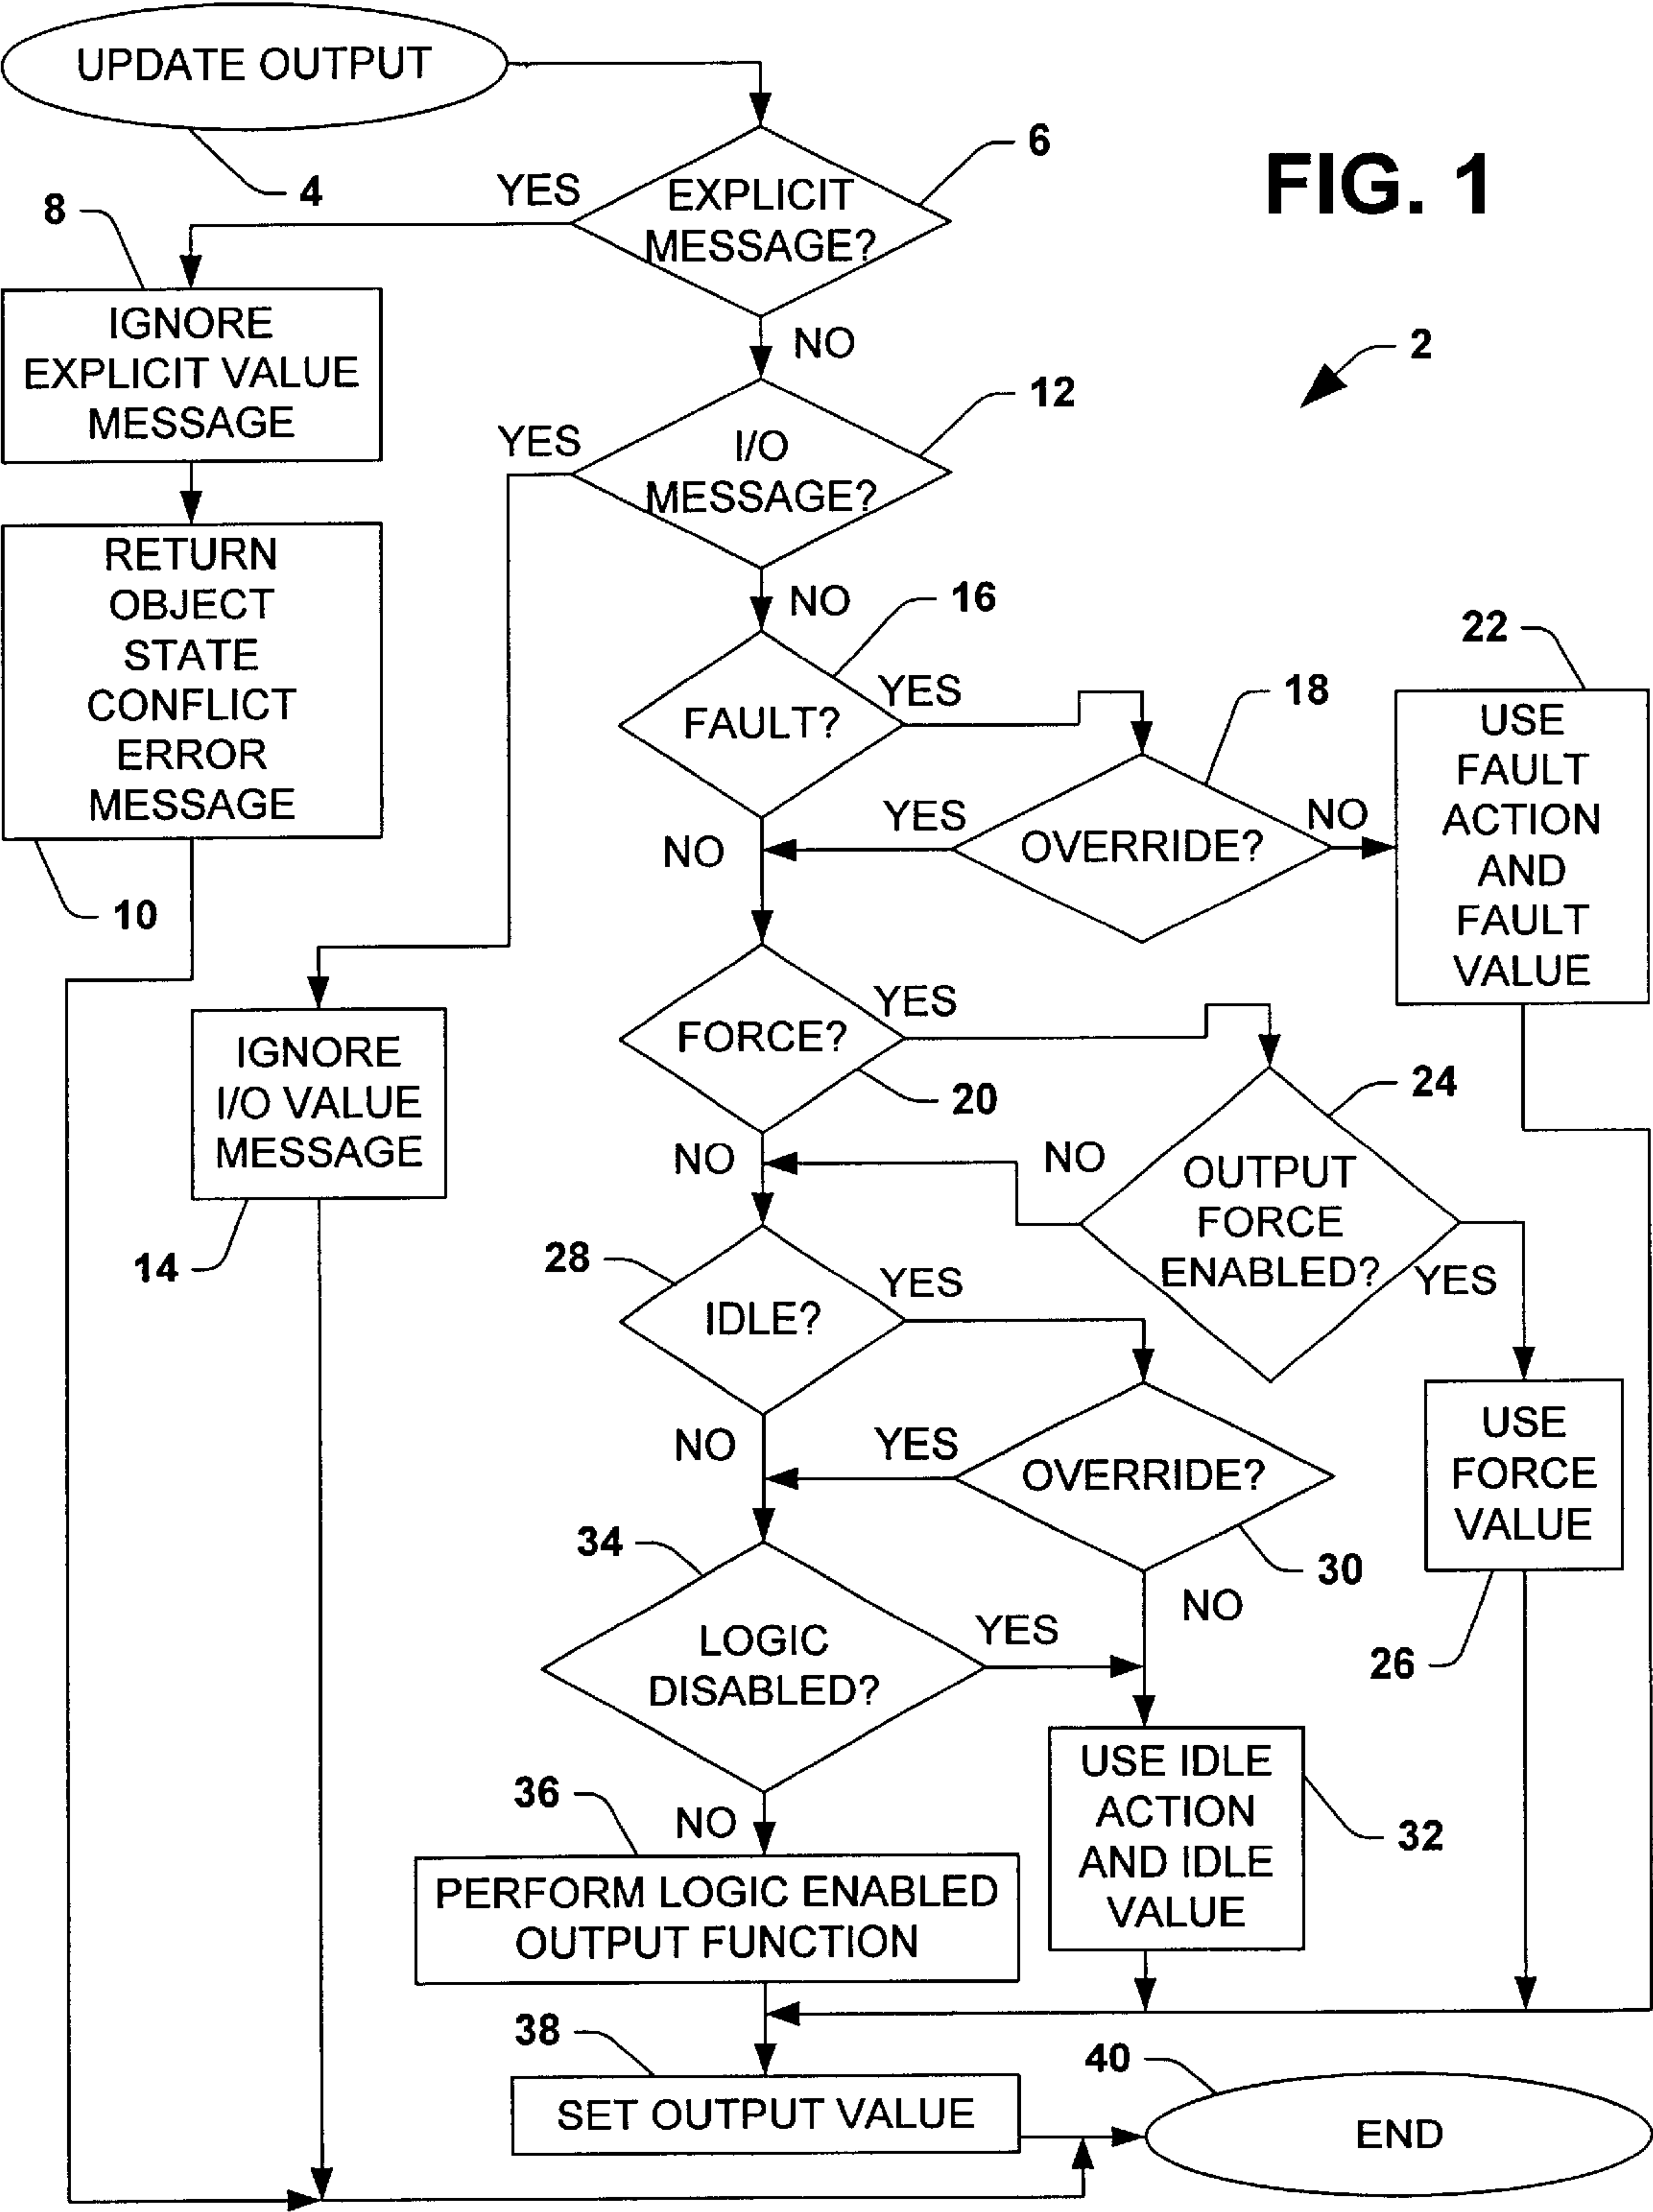 UPDATE OUTPUT
4
FIG. 1
6
EXPLICIT
MESSAGE?
YES
NO
8
IGNORE
EXPLICIT VALUE
MESSAGE
2
12
I/O
MESSAGE?
YES
NO
RETURN
OBJECT
STATE
CONFLICT
ERROR
MESSAGE
10
16
FAULT?
YES
NO
18
OVERRIDE?
YES
NO
22
USE
FAULT
ACTION
AND
FAULT
VALUE
IGNORE
I/O VALUE
MESSAGE
14
FORCE?
YES
20
NO
24
OUTPUT
FORCE
ENABLED?
NO
YES
28
IDLE?
YES
NO
OVERRIDE?
YES
30
NO
USE
FORCE
VALUE
26
34
LOGIC
DISABLED?
YES
NO
USE IDLE
ACTION
AND IDLE
VALUE
32
36
PERFORM LOGIC ENABLED
OUTPUT FUNCTION
38
SET OUTPUT VALUE
40
END